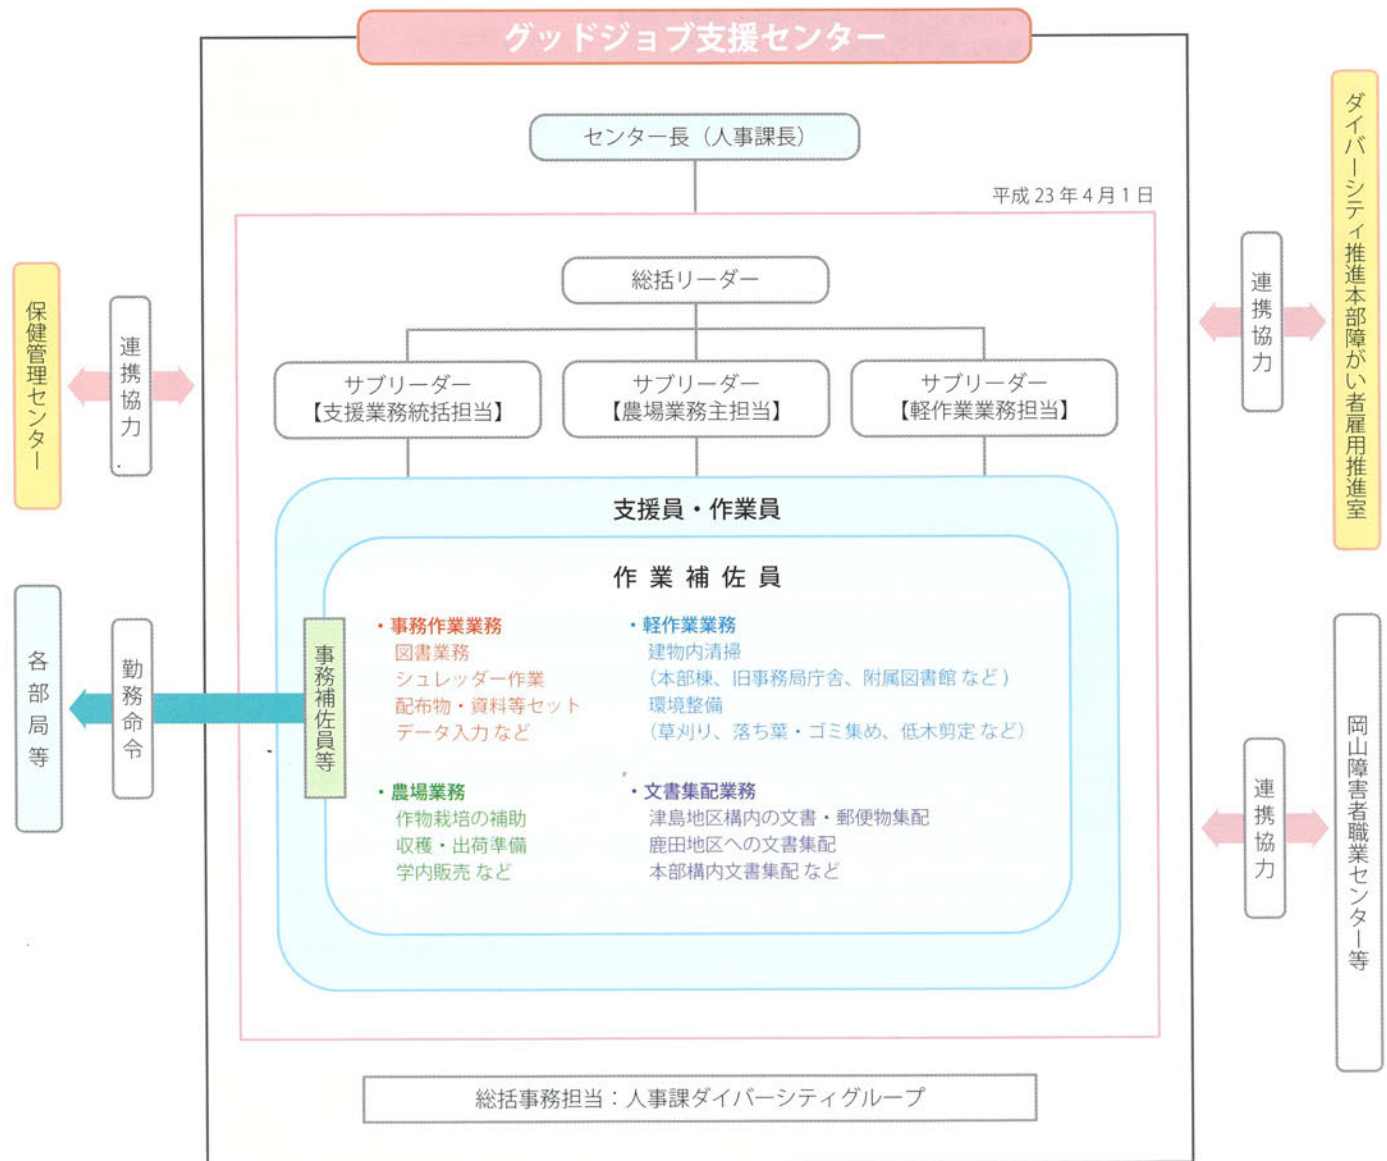 グッドジョブ支援センター
センター長（人事課長）
平成 23 年 4 月 1 日
総括リーダー
サブリーダー
【支援業務統括担当】
サブリーダー
【農場業務主担当】
サブリーダー
【軽作業業務担当】
支援員・作業員
作業補佐員
・事務作業業務
図書業務
シュレッダー作業
配布物・資料等セット
データ入力 など
・軽作業業務
建物内清掃
（本部棟、旧事務局庁舎、附属図書館 など）
環境整備
（草刈り、落ち葉・ゴミ集め、低木剪定 など）
・農場業務
作物栽培の補助
収穫・出荷準備
学内販売 など
・文書集配業務
津島地区構内の文書・郵便物集配
鹿田地区への文書集配
本部構内文書集配 など
事務補佐員等
勤務命令
各部局等
保健管理センター
連携協力
ダイバーシティ推進本部障がい者雇用推進室
連携協力
岡山障害者職業センター等
連携協力
総括事務担当：人事課ダイバーシティグループ